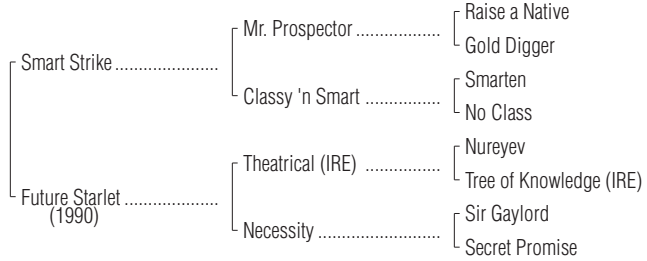 Raise a Native
Mr. Prospector ..................
Gold Digger
Smart Strike ......................
Smarten
Classy 'n Smart ................
No Class
Nureyev
Theatrical (IRE) ................
Tree of Knowledge (IRE)
Future Starlet ....................
(1990)
Sir Gaylord
Necessity ..........................
Secret Promise